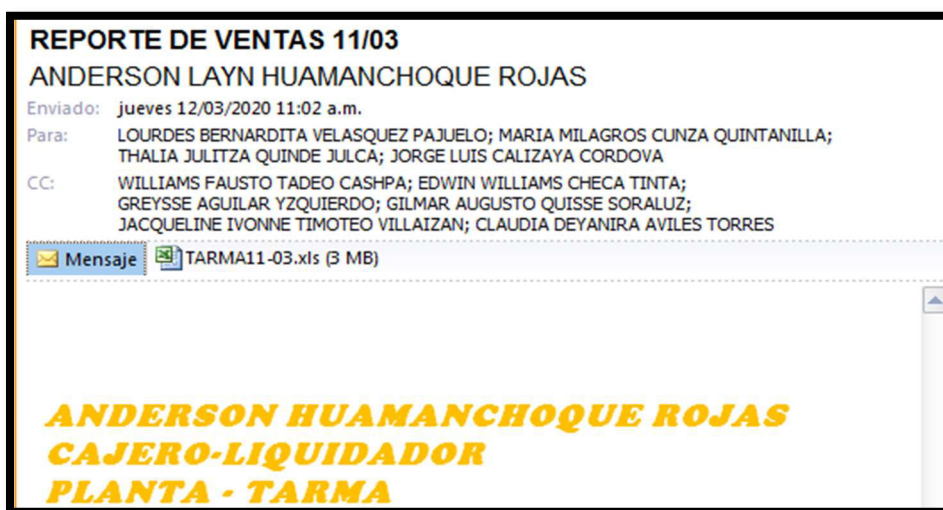 REPORTE DE VENTAS 11/03
ANDERSON LAYN HUAMANCHOQUE ROJAS
Enviado: jueves 12/03/2020 11:02 a.m.
Para: LOURDES BERNARDITA VELASQUEZ PAJUELO; MARIA MILAGROS CUNZA QUINTANILLA;
THALIA JULITZA QUINDE JULCA; JORGE LUIS CALIZAYA CORDOVA
CC: WILLIAMS FAUSTO TADEO CASHPA; EDWIN WILLIAMS CHECA TINTA;
GREYSSE AGUILAR YZQUIERDO; GILMAR AUGUSTO QUISSE SORALUZ;
JACQUELINE IVONNE TIMOTEO VILLAIZAN; CLAUDIA DEYANIRA AVILES TORRES
Mensaje TARMA11-03.xls (3 MB)
ANDERSON HUAMANCHOQUE ROJAS
CAJERO-LIQUIDADOR
PLANTA - TARMA